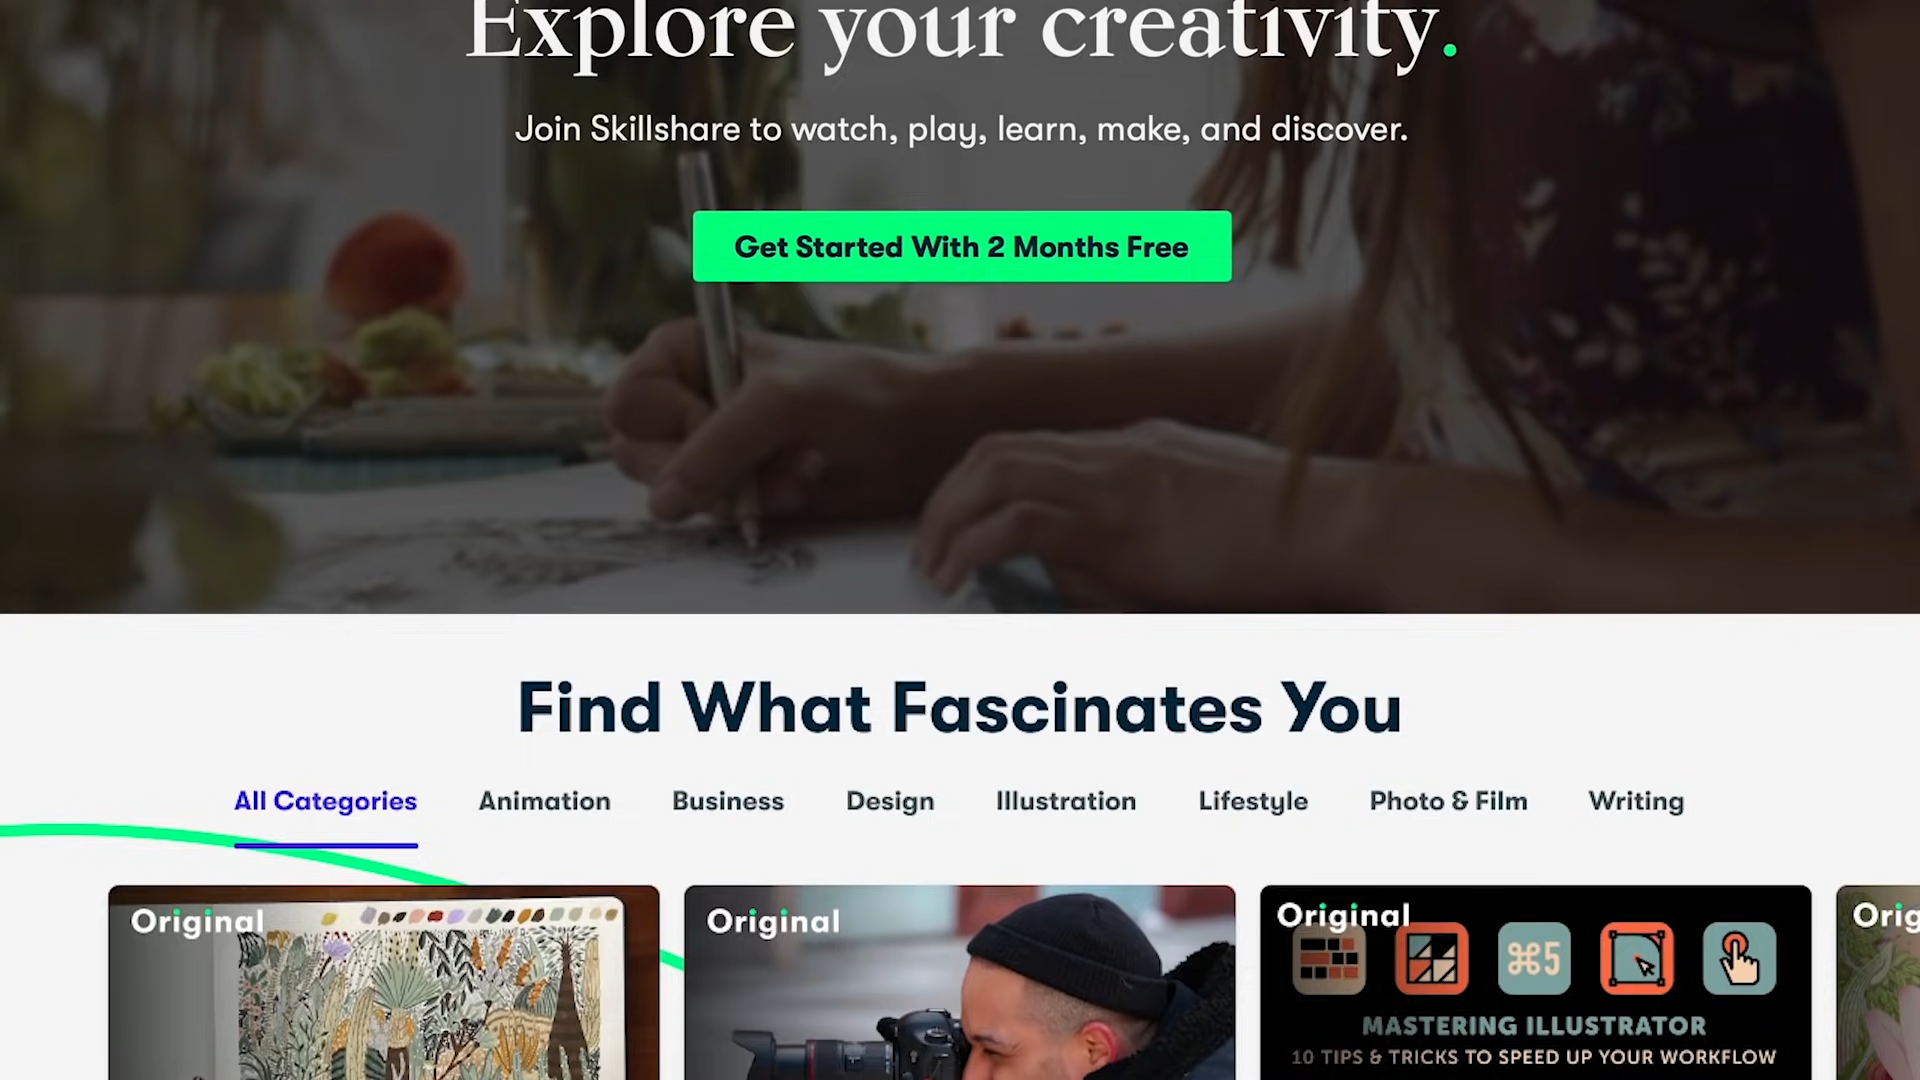 Explore your creativity.
Join Skillshare to watch, play, learn, make, and discover.
Get Started With 2 Months Free
Find What Fascinates You
All Categories Animation Business Design Illustration Lifestyle Photo & Film Writing
Original Original Original Orig
⌘5
MASTERING ILLUSTRATOR
10 TIPS & TRICKS TO SPEED UP YOUR WORKFLOW